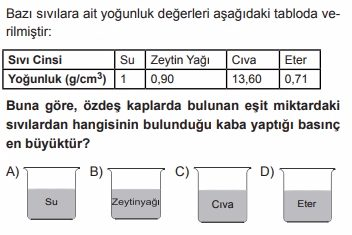 Bazı sıvılara ait yoğunluk değerleri aşağıdaki tabloda ve-
rilmiştir:
Sıvı Cinsi Su Zeytin Yağı Cıva Eter
Yoğunluk (g/cm³) 1 0,90 13,60 0,71
Buna göre, özdeş kaplarda bulunan eşit miktardaki
sıvılardan hangisinin bulunduğu kaba yaptığı basınç
en büyüktür?
A) B) C) D)
Su Zeytinyağı Cıva Eter